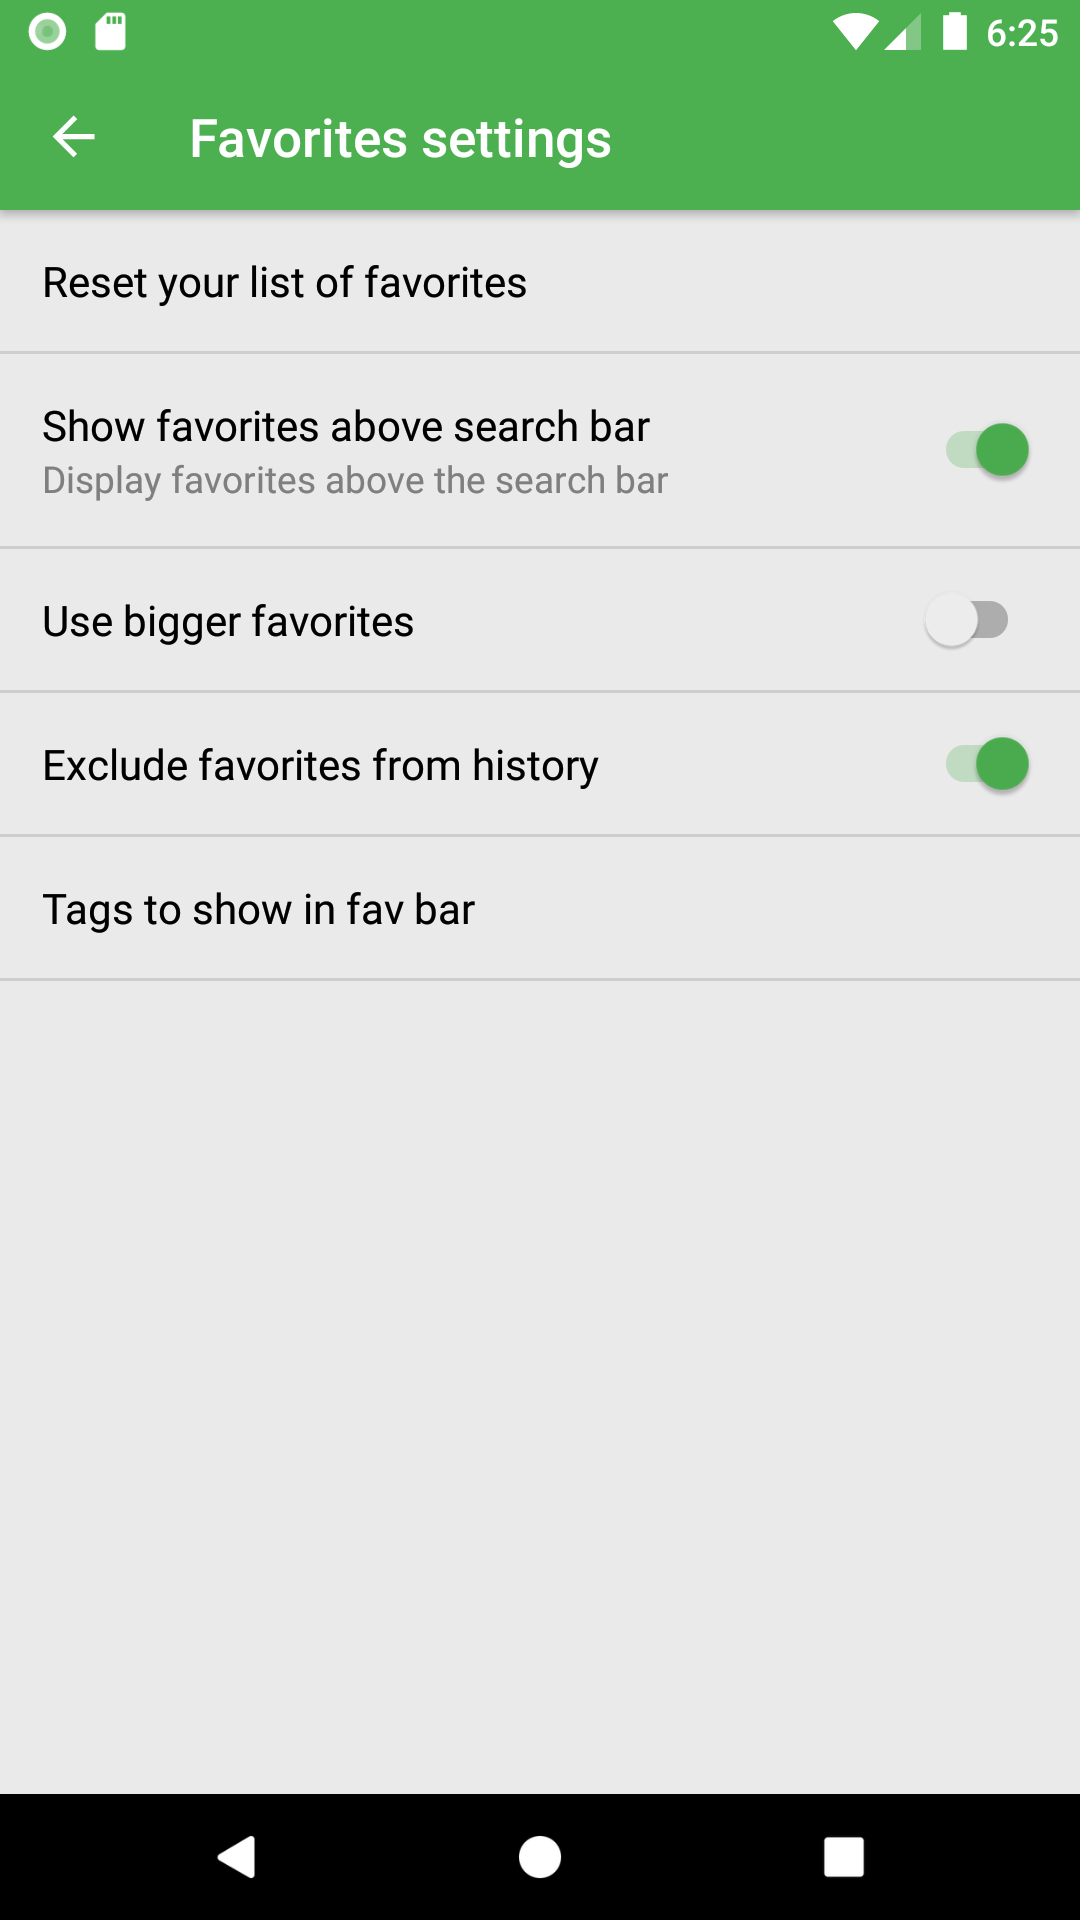 6:25
Favorites settings
Reset your list of favorites
Show favorites above search bar
Display favorites above the search bar
Use bigger favorites
Exclude favorites from history
Tags to show in fav bar